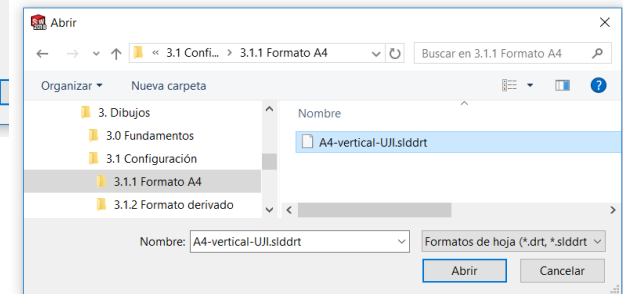 Abrir
« 3.1 Confi... > 3.1.1 Formato A4
Buscar en 3.1.1 Formato A4
Organizar
Nueva carpeta
3. Dibujos
3.0 Fundamentos
3.1 Configuración
3.1.1 Formato A4
3.1.2 Formato derivado
Nombre
A4-vertical-UJI.slddrt
Nombre: A4-vertical-UJI.slddrt
Formatos de hoja (*.drt, *.slddrt
Abrir
Cancelar